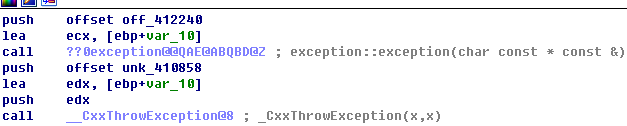 push offset off_412240
lea ecx, [ebp+var_10]
call ??0exception@@QAE@ABQBD@Z ; exception::exception(char const * const &)
push offset unk_410858
lea edx, [ebp+var_10]
push edx
call __CxxThrowException@8 ; _CxxThrowException(x,x)